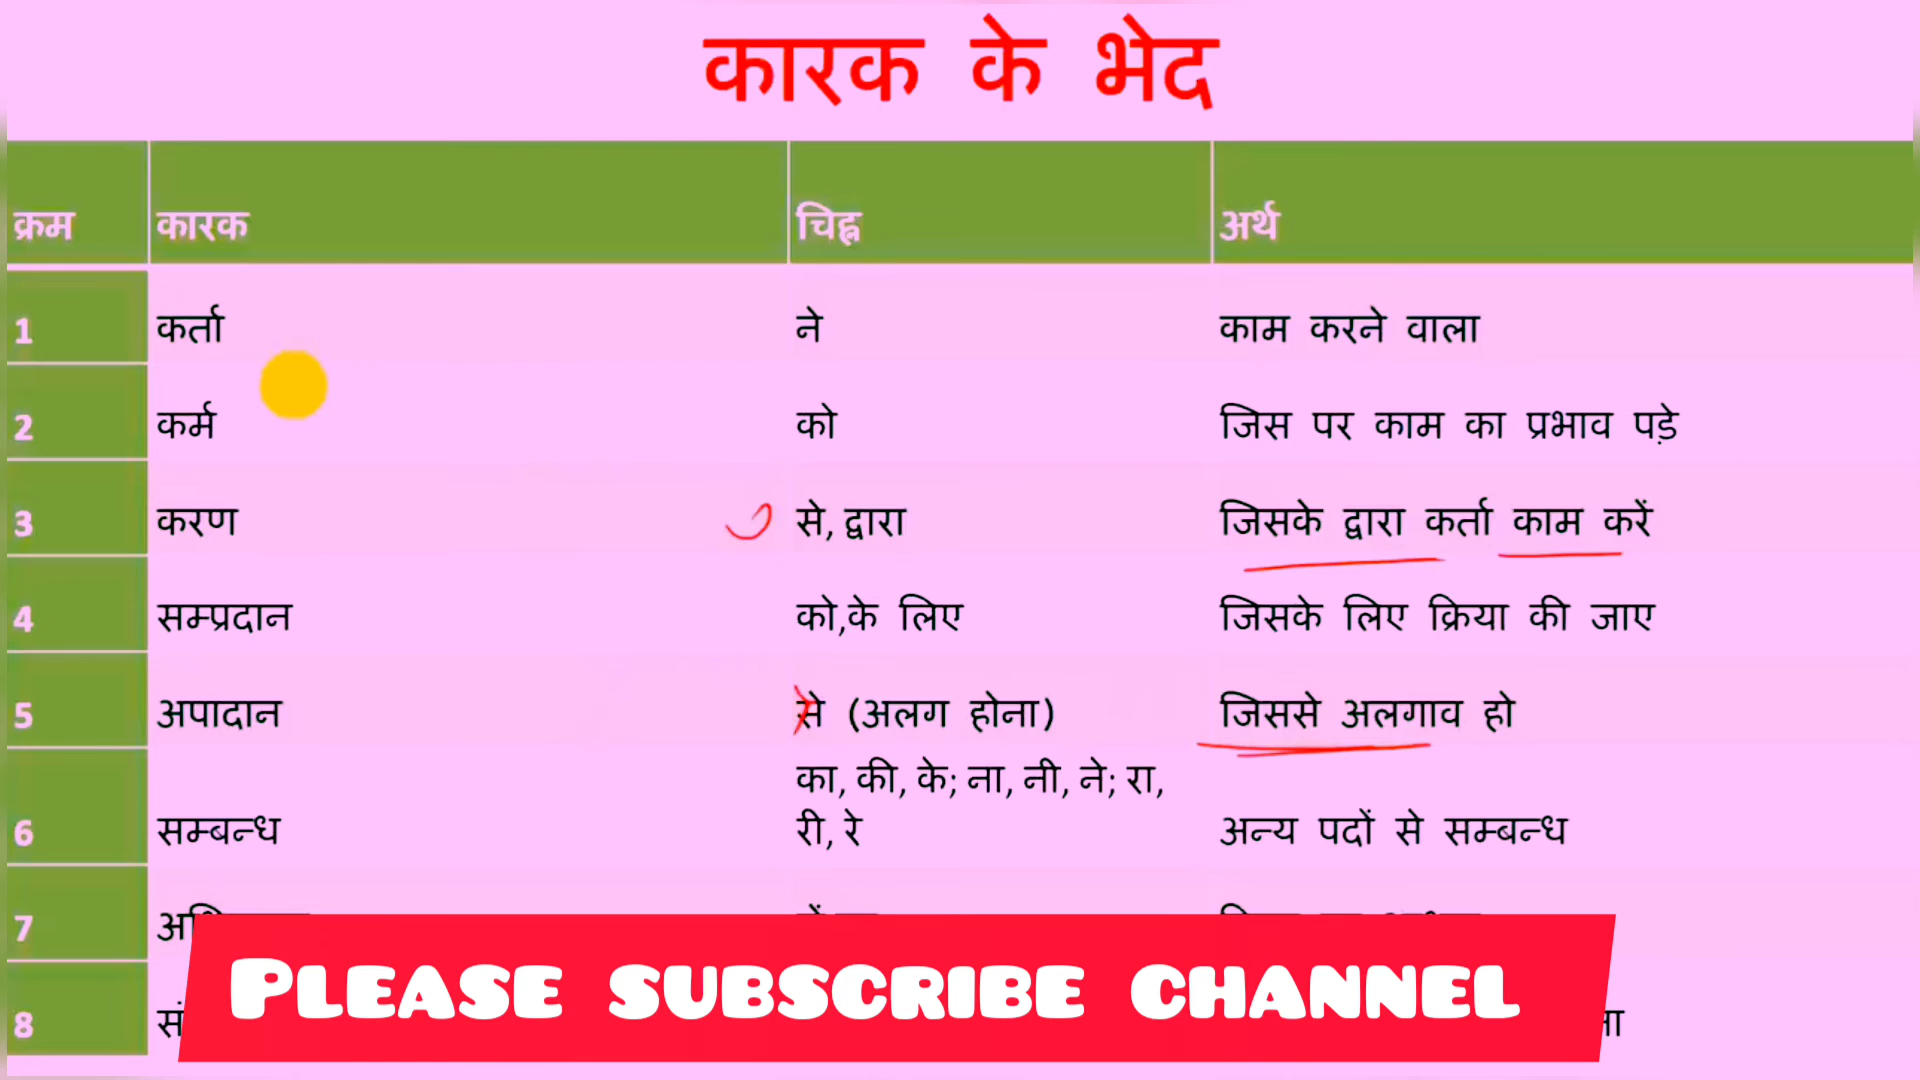 कारक के भेद
क्रम कारक चिह्न अर्थ
1 कर्ता ने काम करने वाला
2 कर्म को जिस पर काम का प्रभाव पड़े
3 करण से, द्वारा जिसके द्वारा कर्ता काम करें
4 सम्प्रदान को,के लिए जिसके लिए क्रिया की जाए
5 अपादान से (अलग होना) जिससे अलगाव हो
का, की, के; ना, नी, ने; रा,
6 सम्बन्ध री, रे अन्य पदों से सम्बन्ध
7
PLEASE SUBSCRIBE CHANNEL
8